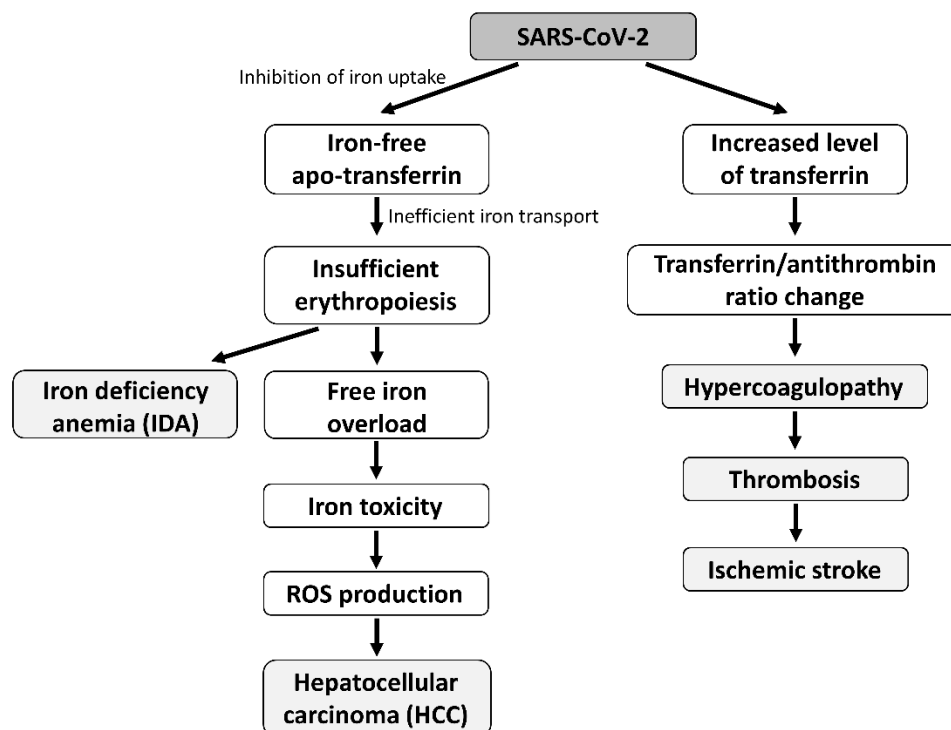 SARS-CoV-2
Inhibition of iron uptake
Iron-free
apo-transferrin
Increased level
of transferrin
Inefficient iron transport
Insufficient
erythropoiesis
Transferrin/antithrombin
ratio change
Iron deficiency
anemia (IDA)
Free iron
overload
Hypercoagulopathy
Iron toxicity
Thrombosis
ROS production
Ischemic stroke
Hepatocellular
carcinoma (HCC)